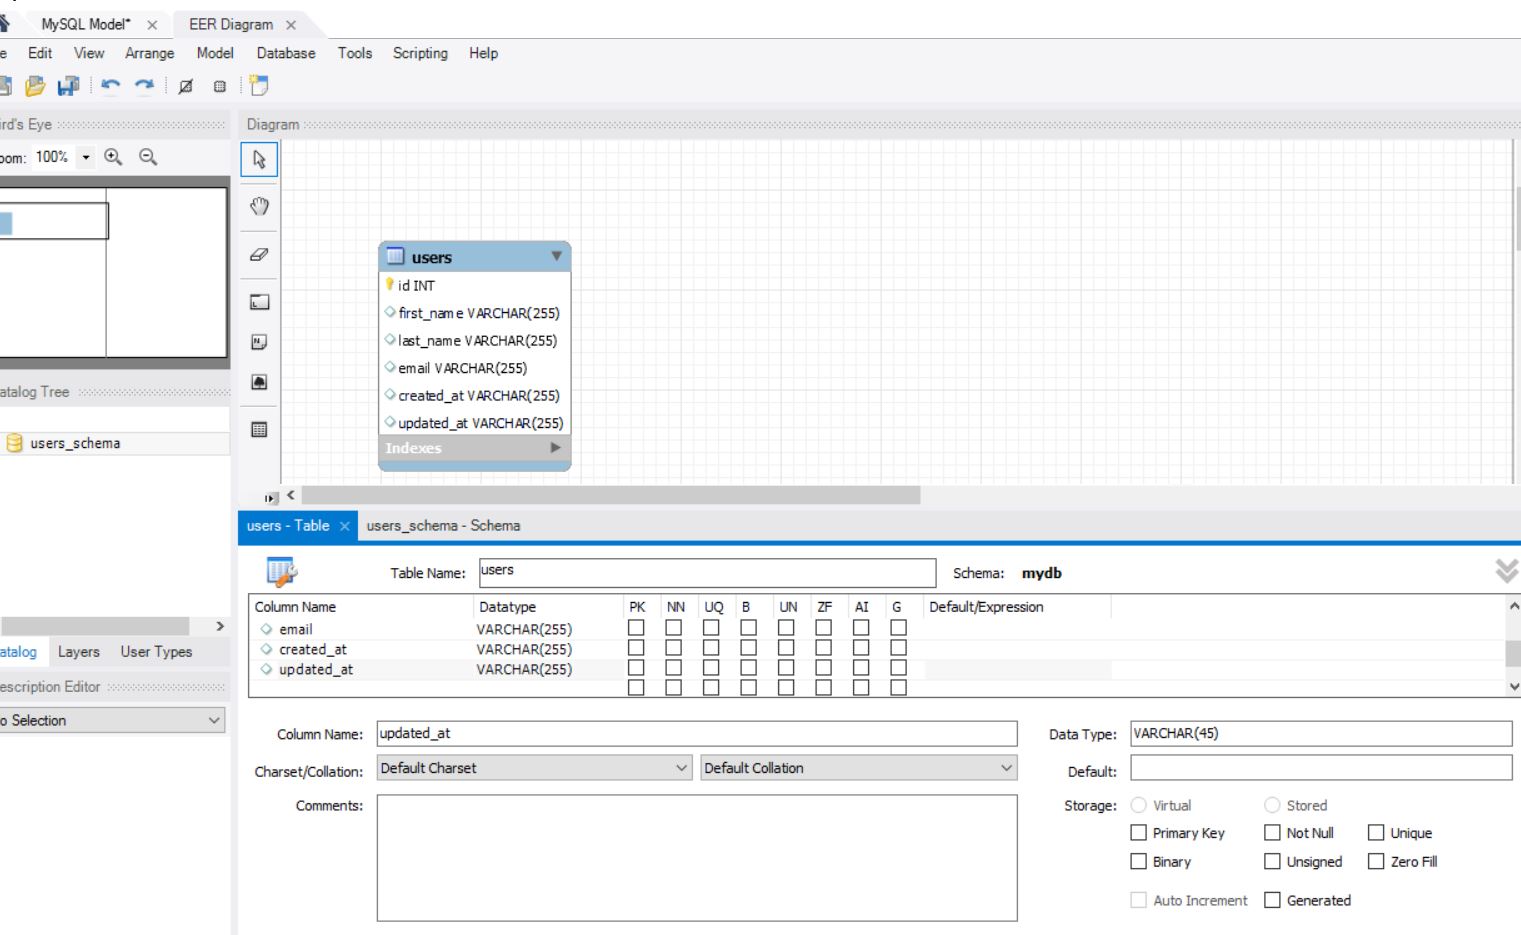 MySQL Model* ×
EER Diagram ×
e Edit View Arrange Model Database Tools Scripting Help
ird's Eye
oom: 100%
Diagram
users
id INT
first_name VARCHAR(255)
last_name VARCHAR(255)
email VARCHAR(255)
created_at VARCHAR(255)
updated_at VARCHAR(255)
Indexes
atalog Tree
users_schema
atalog Layers User Types
escription Editor
o Selection
users - Table × users_schema - Schema
Table Name: users Schema: mydb
Column Name Datatype PK NN UQ B UN ZF AI G Default/Expression
email VARCHAR(255)
created_at VARCHAR(255)
updated_at VARCHAR(255)
Column Name: updated_at Data Type: VARCHAR(45)
Charset/Collation: Default Charset Default Collation Default:
Comments: Storage: Virtual Stored
Primary Key Not Null Unique
Binary Unsigned Zero Fill
Auto Increment Generated